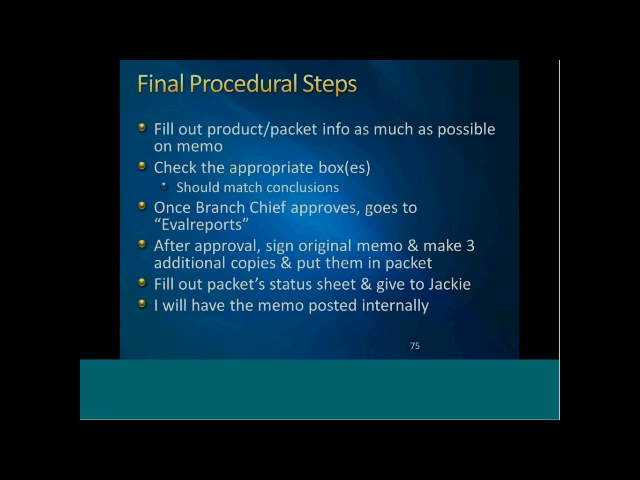 Final Procedural Steps
Fill out product/packet info as much as possible
on memo
Check the appropriate box(es)
Should match conclusions
Once Branch Chief approves, goes to
“Evalreports”
After approval, sign original memo & make 3
additional copies & put them in packet
Fill out packet’s status sheet & give to Jackie
I will have the memo posted internally
75